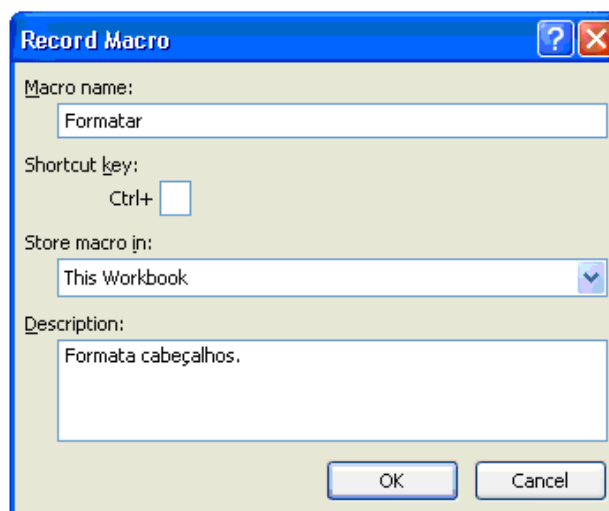 Record Macro
Macro name:
Formatar
Shortcut key:
Ctrl+
Store macro in:
This Workbook
Description:
Formata cabeçalhos.
OK Cancel